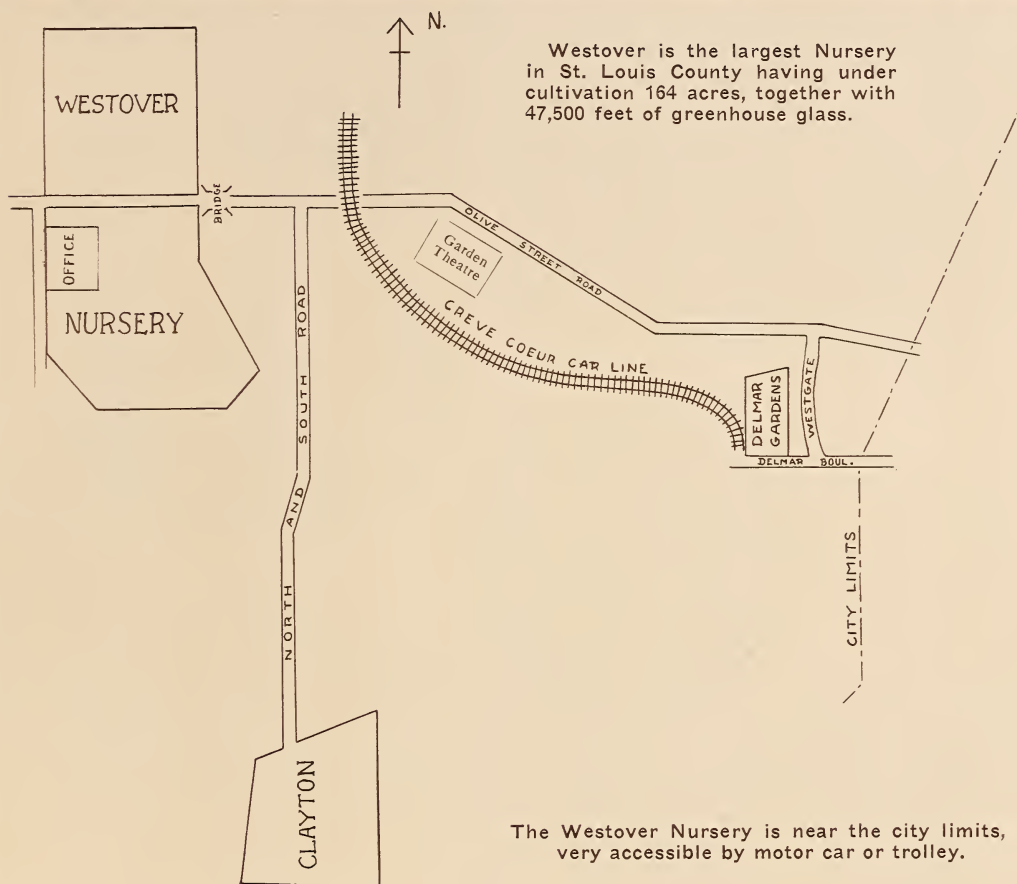 N.
Westover is the largest Nursery
in St. Louis County having under
cultivation 164 acres, together with
47,500 feet of greenhouse glass.
WESTOVER
BRIDGE
OFFICE
NURSERY
OLIVE STREET ROAD
Garden
Theatre
CREVE COEUR CAR LINE
NORTH AND SOUTH ROAD
DELMAR
GARDENS
WESTGATE
DELMAR BOUL.
CITY LIMITS
CLAYTON
The Westover Nursery is near the city limits,
very accessible by motor car or trolley.